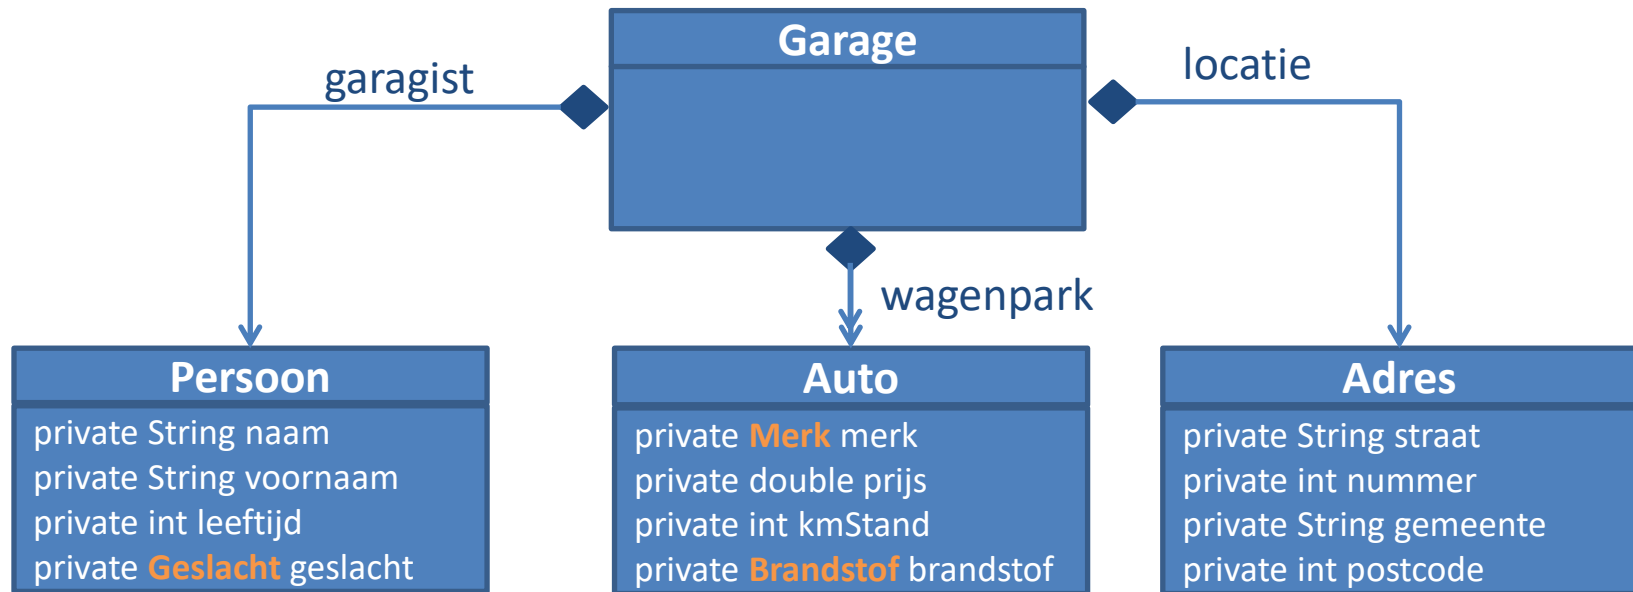 Garage
garagist
locatie
wagenpark
Persoon
private String naam
private String voornaam
private int leeftijd
private Geslacht geslacht
Auto
private Merk merk
private double prijs
private int kmStand
private Brandstof brandstof
Adres
private String straat
private int nummer
private String gemeente
private int postcode